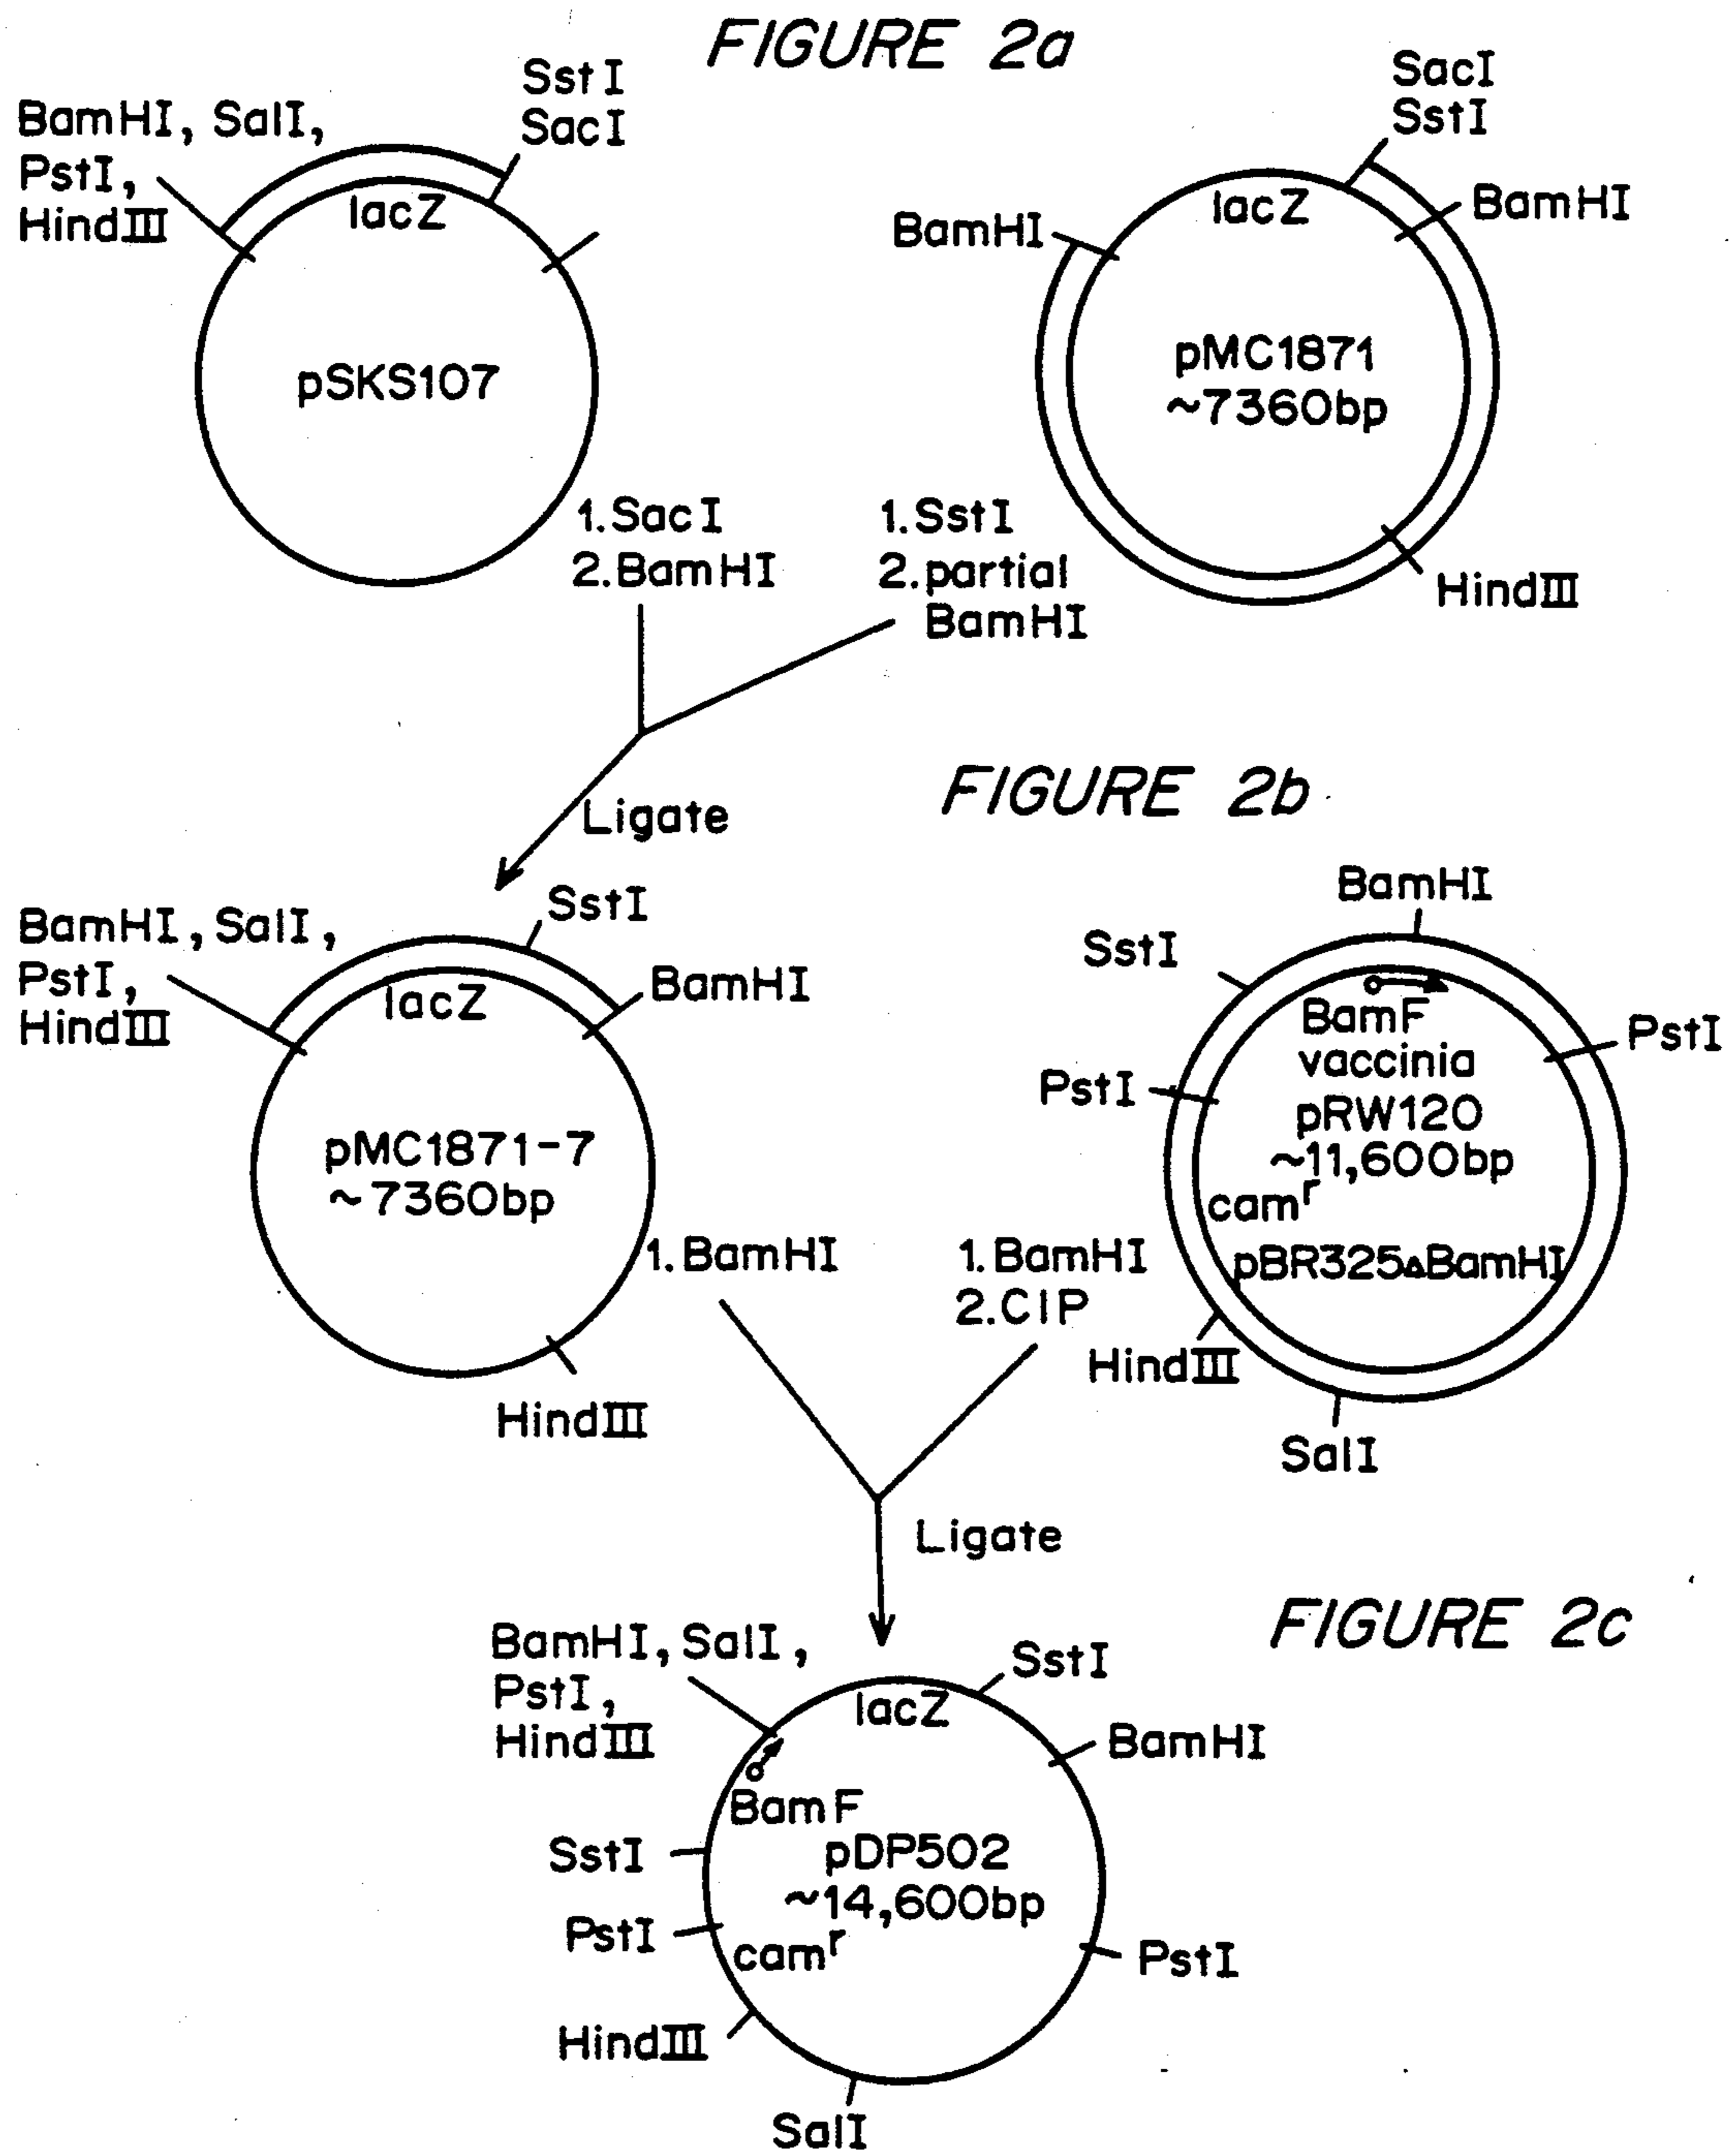 FIGURE 2a
BamHI, SalI,
PstI,
HindIII
SstI
SacI
lacZ
pSKS107
SacI
SstI
BamHI
BamHI
lacZ
pMC1871
~7360bp
HindIII
1.SacI
2.BamHI
1.SstI
2.partial
BamHI
Ligate
FIGURE 2b
BamHI, SalI,
PstI,
HindIII
SstI
BamHI
lacZ
pMC1871-7
~7360bp
HindIII
BamHI
SstI
PstI
PstI
BamF
vaccinia
pRW120
~11,600bp
camʳ
pBR325ΔBamHI
HindIII
SalI
1.BamHI
1.BamHI
2.CIP
Ligate
FIGURE 2c
BamHI, SalI,
PstI,
HindIII
SstI
lacZ
BamHI
BamF
SstI
pDP502
~14,600bp
PstI
camʳ
PstI
HindIII
SalI